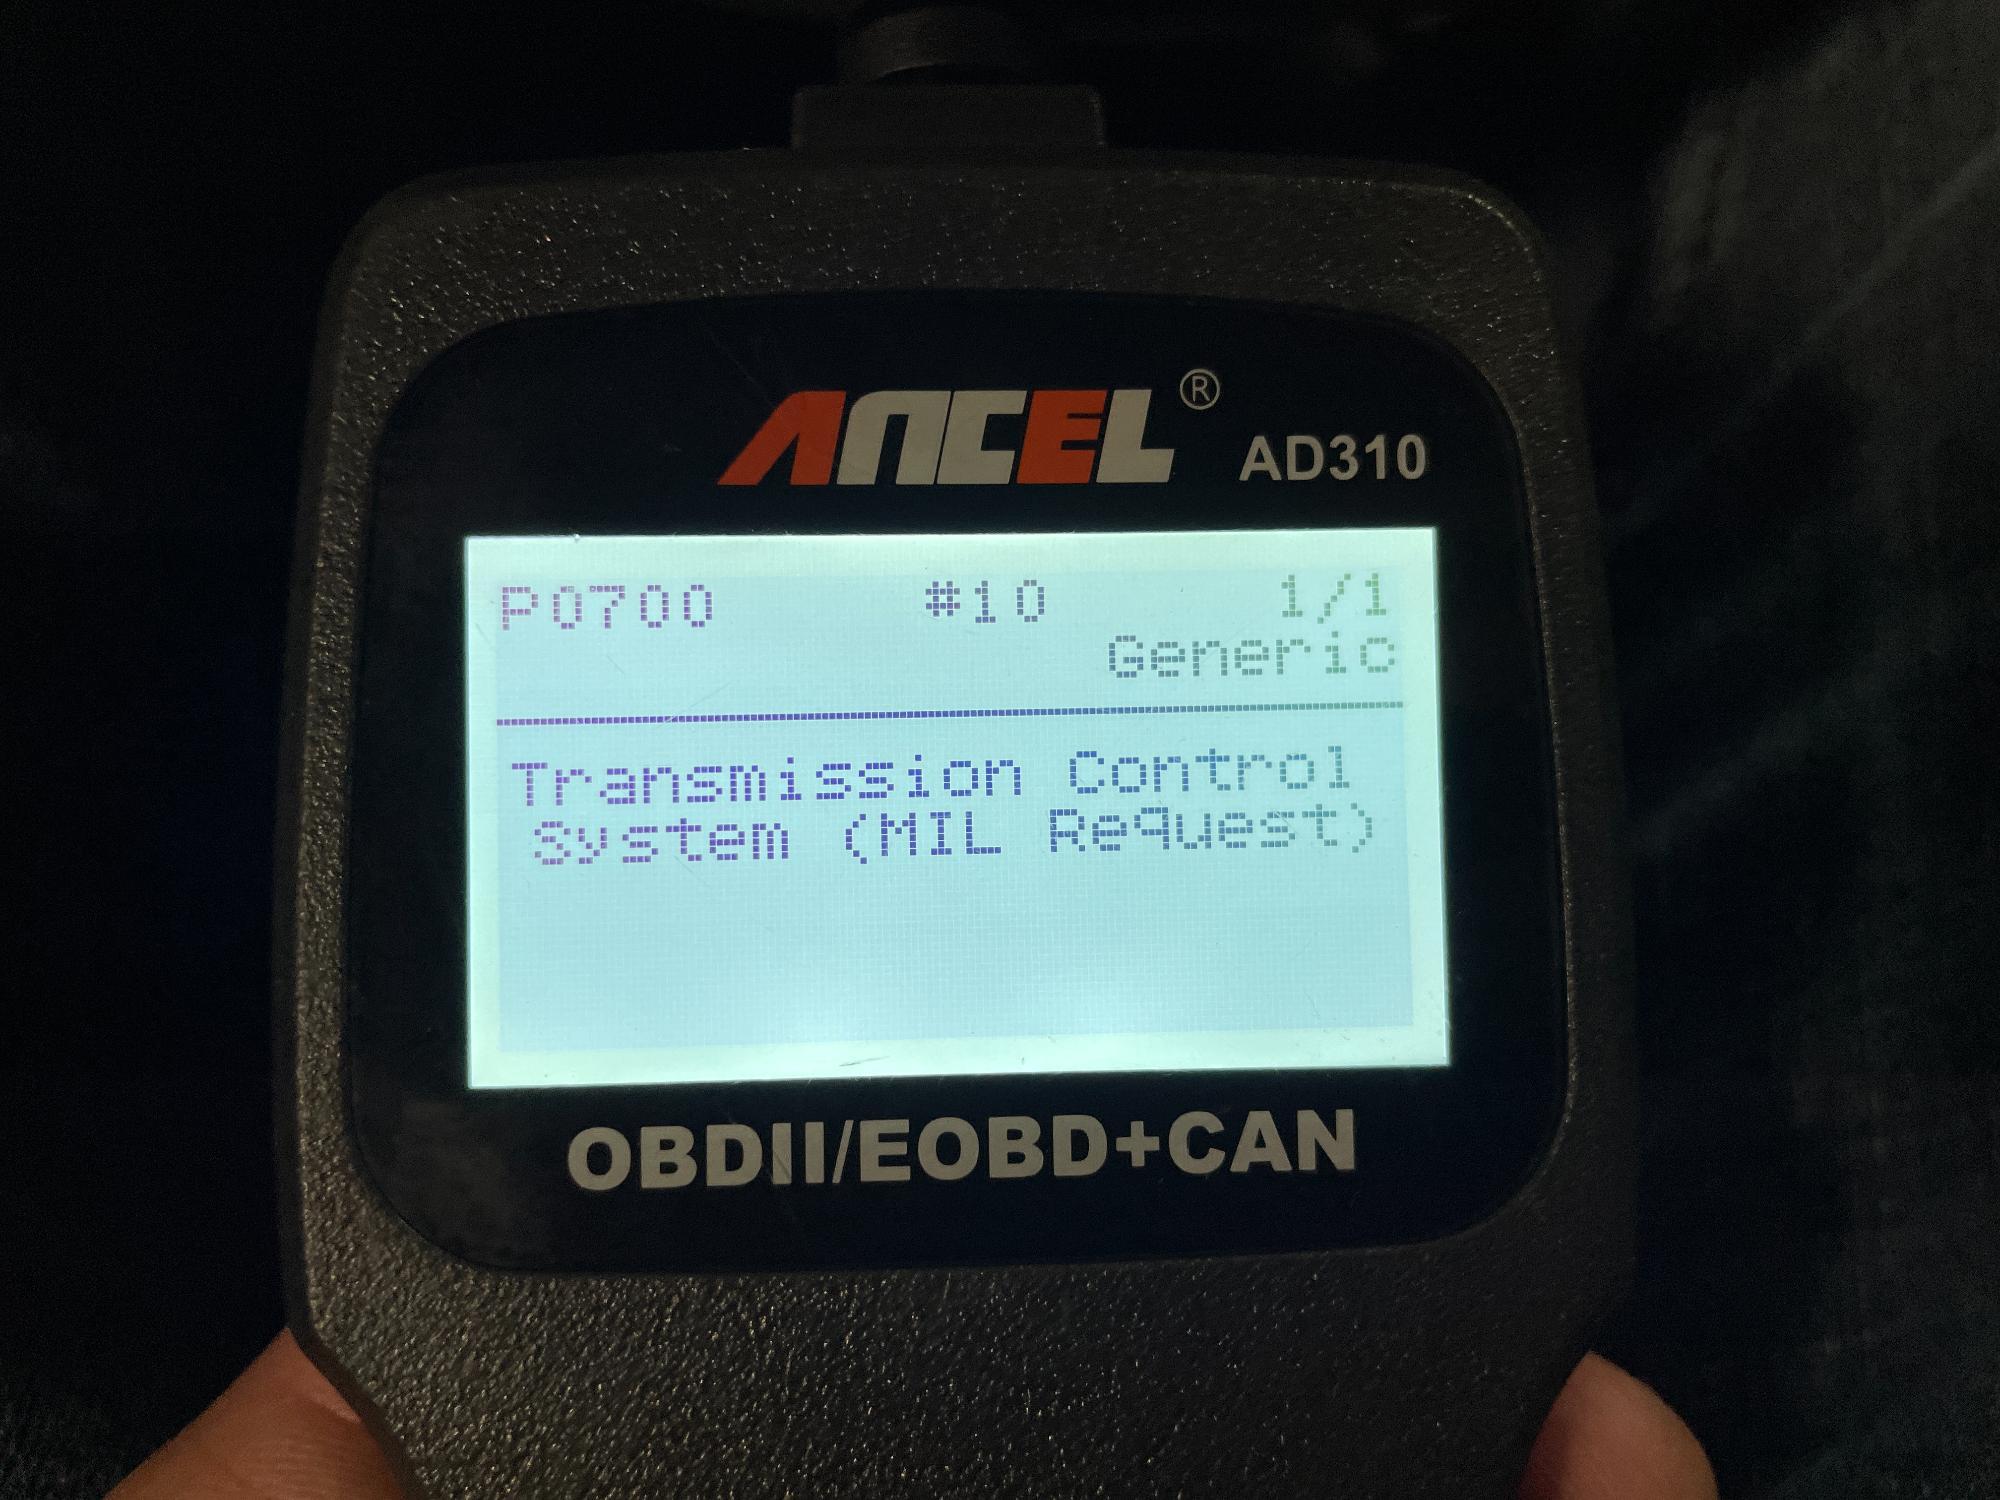 ANCEL® AD310
P0700 #10 1/1
Generic
Transmission Control
System (MIL Request)
OBDII/EOBD+CAN